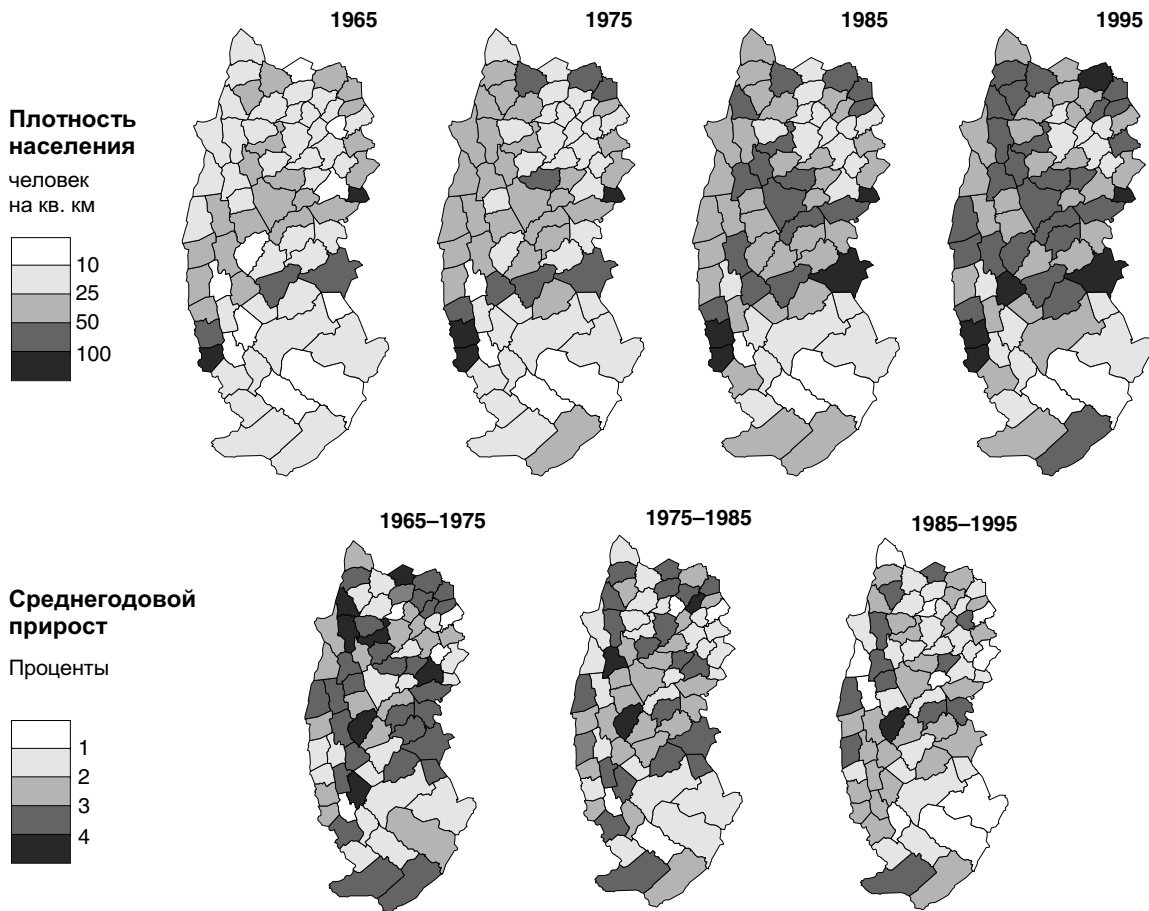 1965
1975
1985
1995
Плотность
населения
человек
на кв. км
10
25
50
100
1965–1975
1975–1985
1985–1995
Среднегодовой
прирост
Проценты
1
2
3
4